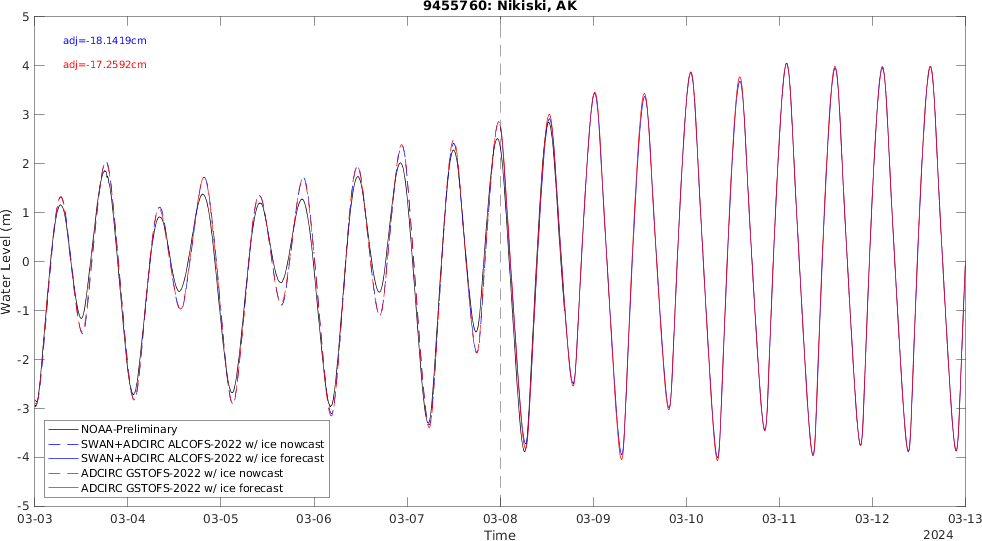 9455760: Nikiski, AK
adj=-18.1419cm
adj=-17.2592cm
5
4
3
2
1
0
-1
-2
-3
-4
-5
Water Level (m)
NOAA-Preliminary
SWAN+ADCIRC ALCOFS-2022 w/ ice nowcast
SWAN+ADCIRC ALCOFS-2022 w/ ice forecast
ADCIRC GSTOFS-2022 w/ ice nowcast
ADCIRC GSTOFS-2022 w/ ice forecast
03-03 03-04 03-05 03-06 03-07 03-08 03-09 03-10 03-11 03-12 03-13
Time
2024